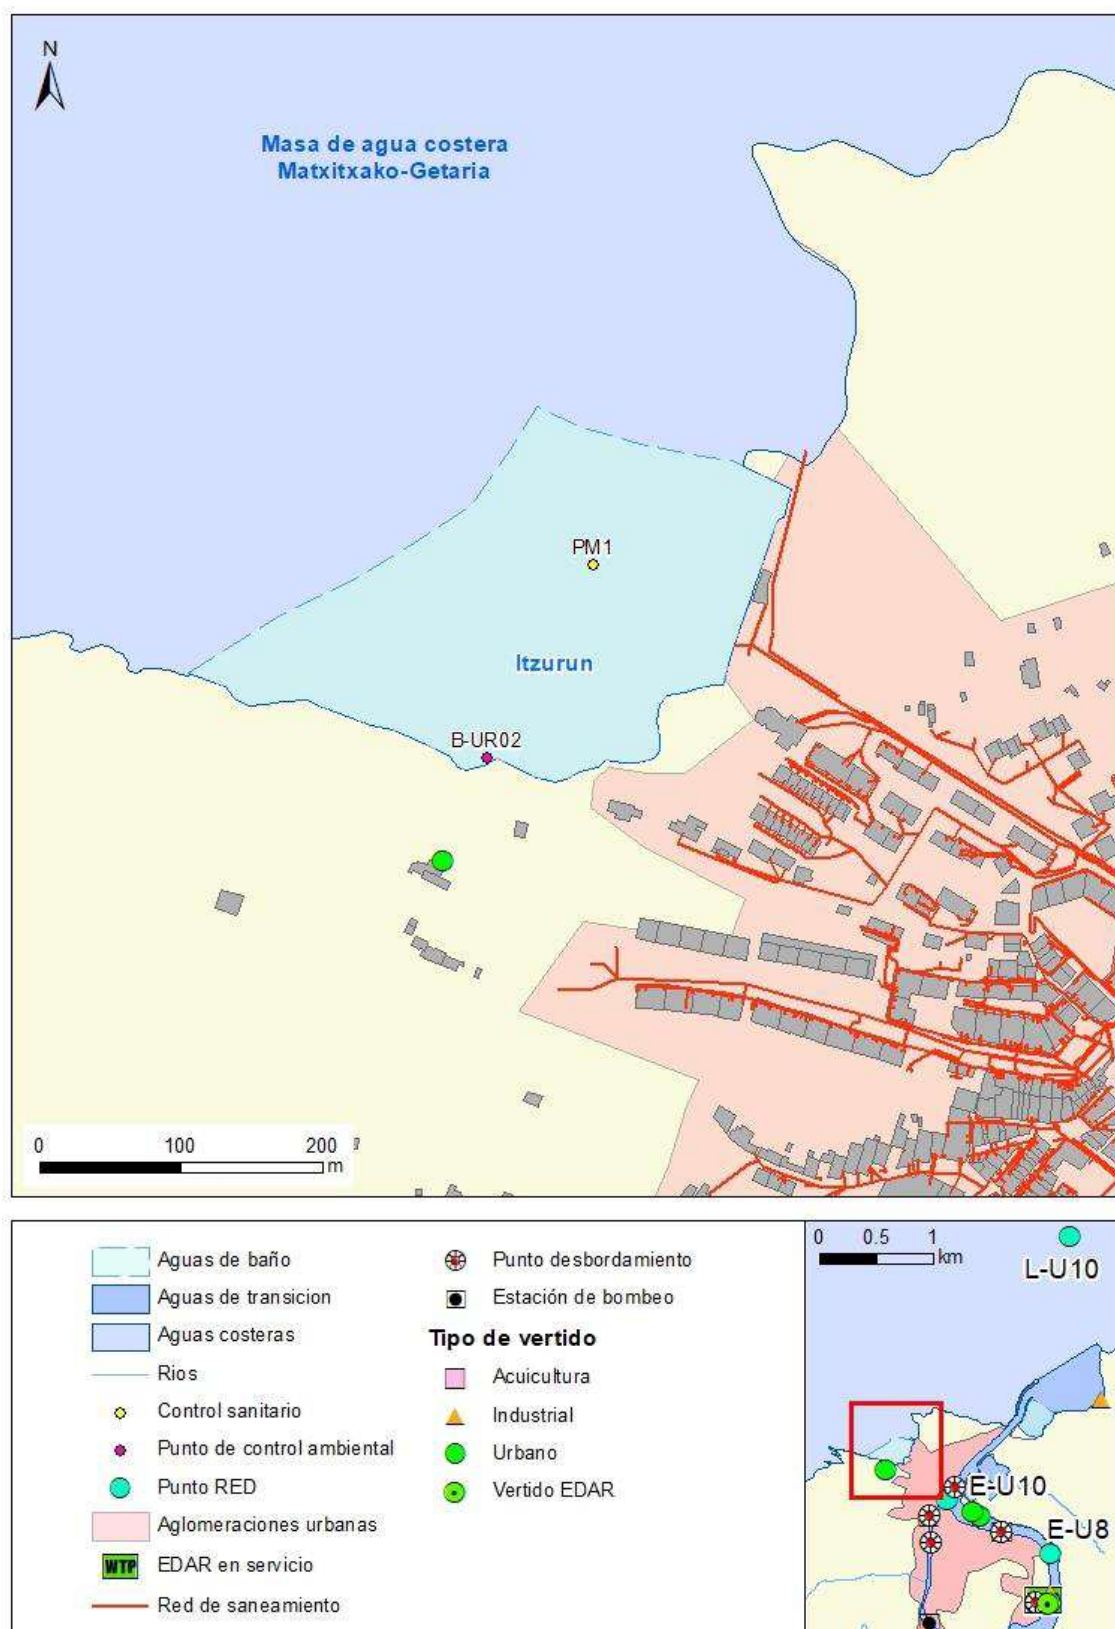 N
Masa de agua costera
Matxitxako-Getaria
PM1
Itzurun
B-UR02
0 100 200
m
Aguas de baño
Aguas de transicion
Aguas costeras
Rios
Control sanitario
Punto de control ambiental
Punto RED
Aglomeraciones urbanas
WTP EDAR en servicio
Red de saneamiento
Punto desbordamiento
Estación de bombeo
Tipo de vertido
Acuicultura
Industrial
Urbano
Vertido EDAR
0 0.5 1
km
L-U10
E-U10
E-U8